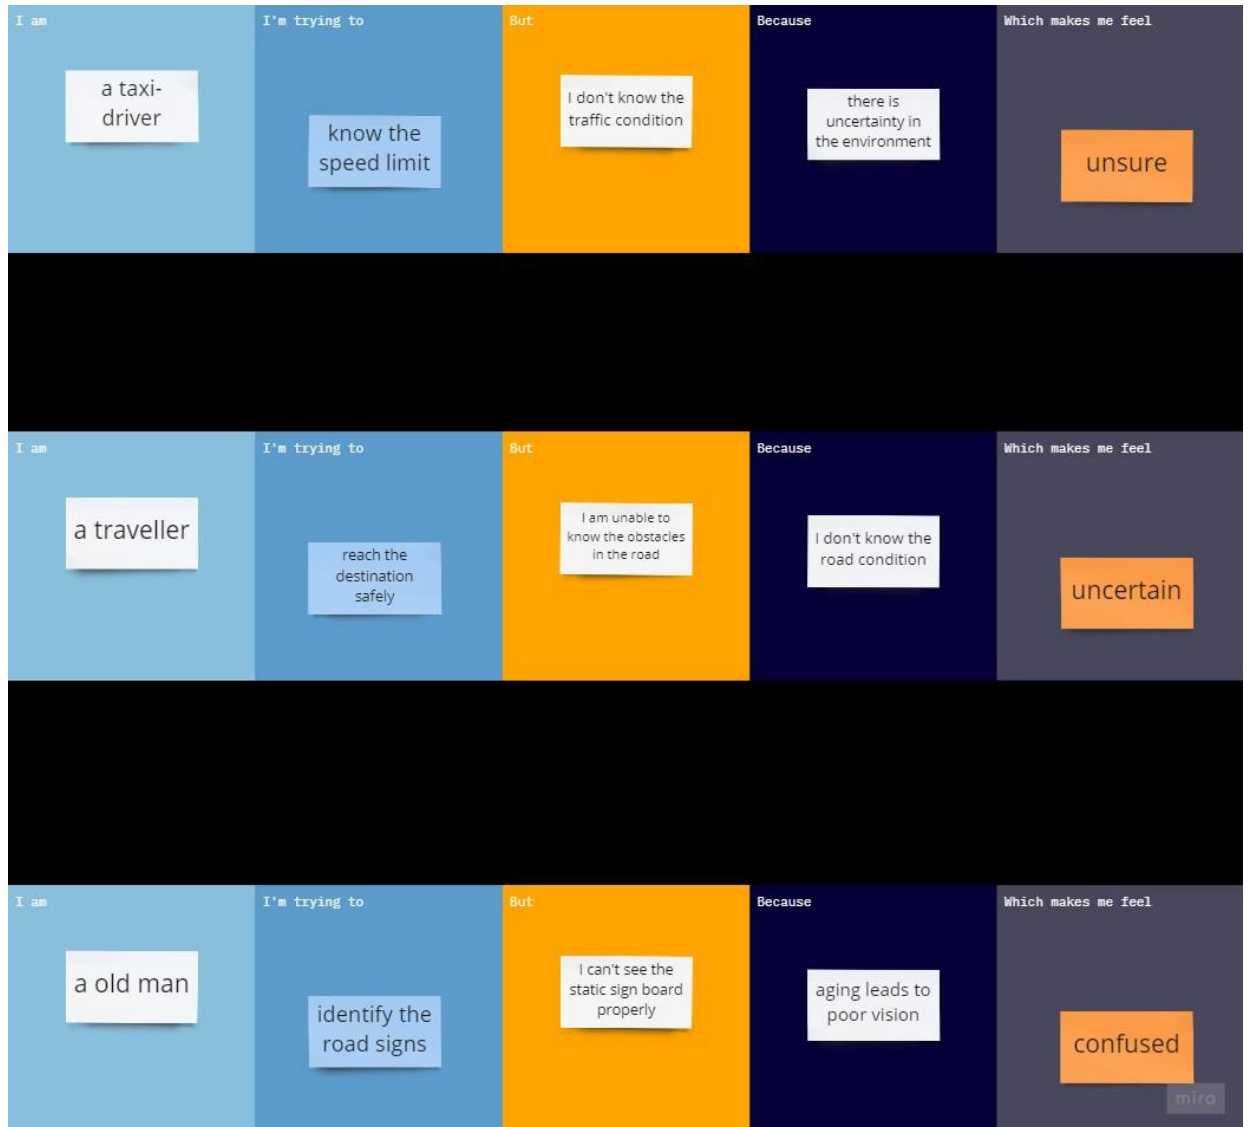 I am
I'm trying to
But
Because
Which makes me feel
a taxi-
driver
know the
speed limit
I don't know the
traffic condition
there is
uncertainty in
the environment
unsure
I am
I'm trying to
But
Because
Which makes me feel
a traveller
reach the
destination
safely
I am unable to
know the obstacles
in the road
I don't know the
road condition
uncertain
I am
I'm trying to
But
Because
Which makes me feel
a old man
identify the
road signs
I can't see the
static sign board
properly
aging leads to
poor vision
confused
miro